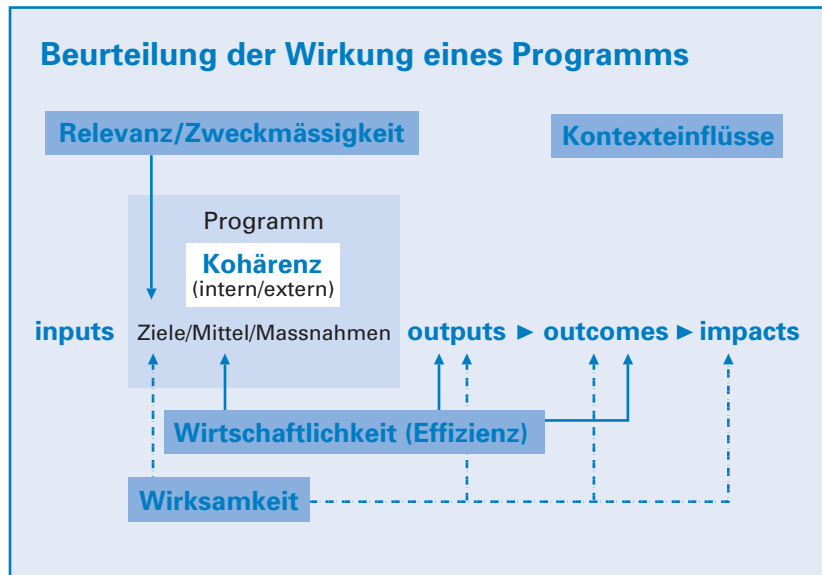 Beurteilung der Wirkung eines Programms
Relevanz/Zweckmässigkeit
Kontexteinflüsse
Programm
Kohärenz
(intern/extern)
inputs Ziele/Mittel/Massnahmen outputs ► outcomes ► impacts
Wirtschaftlichkeit (Effizienz)
Wirksamkeit